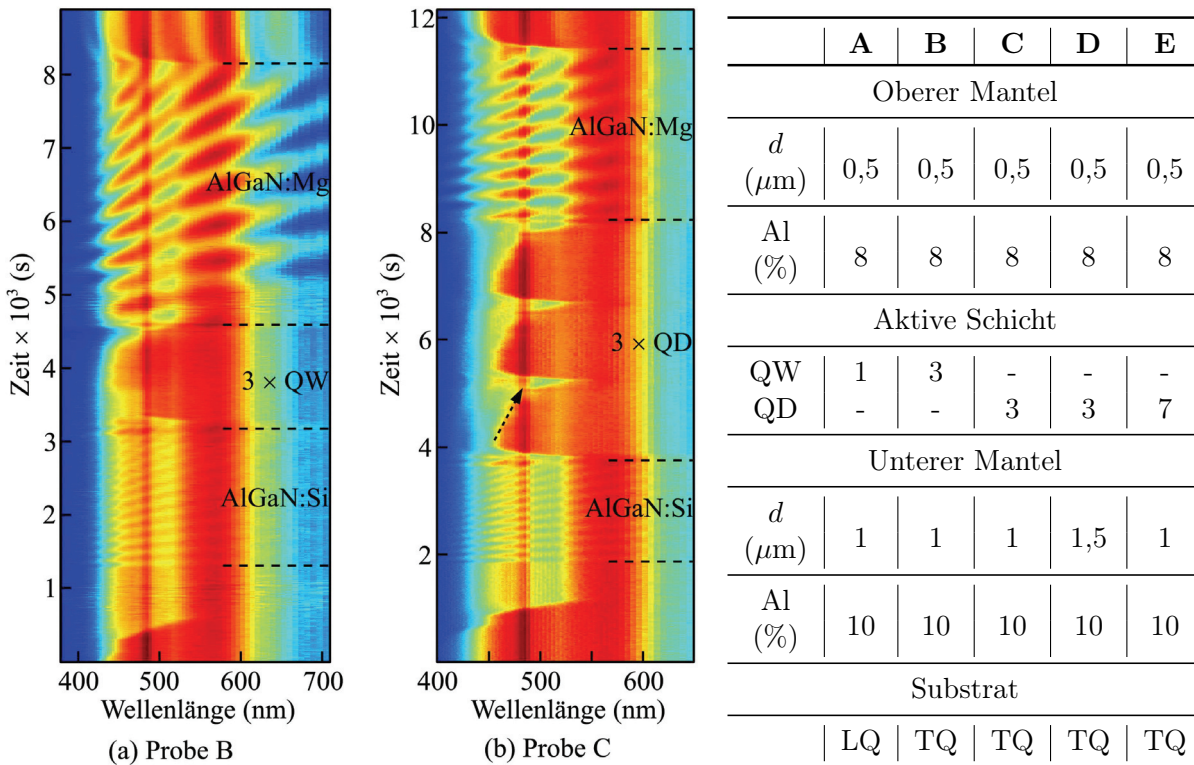 8
7
6
5
4
3
2
1
Zeit × 10³ (s)
AlGaN:Mg
3 × QW
AlGaN:Si
400 500 600 700
Wellenlänge (nm)
(a) Probe B
12
10
8
6
4
2
Zeit × 10³ (s)
AlGaN:Mg
3 × QD
AlGaN:Si
400 500 600
Wellenlänge (nm)
(b) Probe C
A B C D E
Oberer Mantel
d (μm) 0,5 0,5 0,5 0,5 0,5
Al (%) 8 8 8 8 8
Aktive Schicht
QW 1 3 - - -
QD - - 3 3 7
Unterer Mantel
d (μm) 1 1 1 1,5 1
Al (%) 10 10 10 10 10
Substrat
LQ TQ TQ TQ TQ